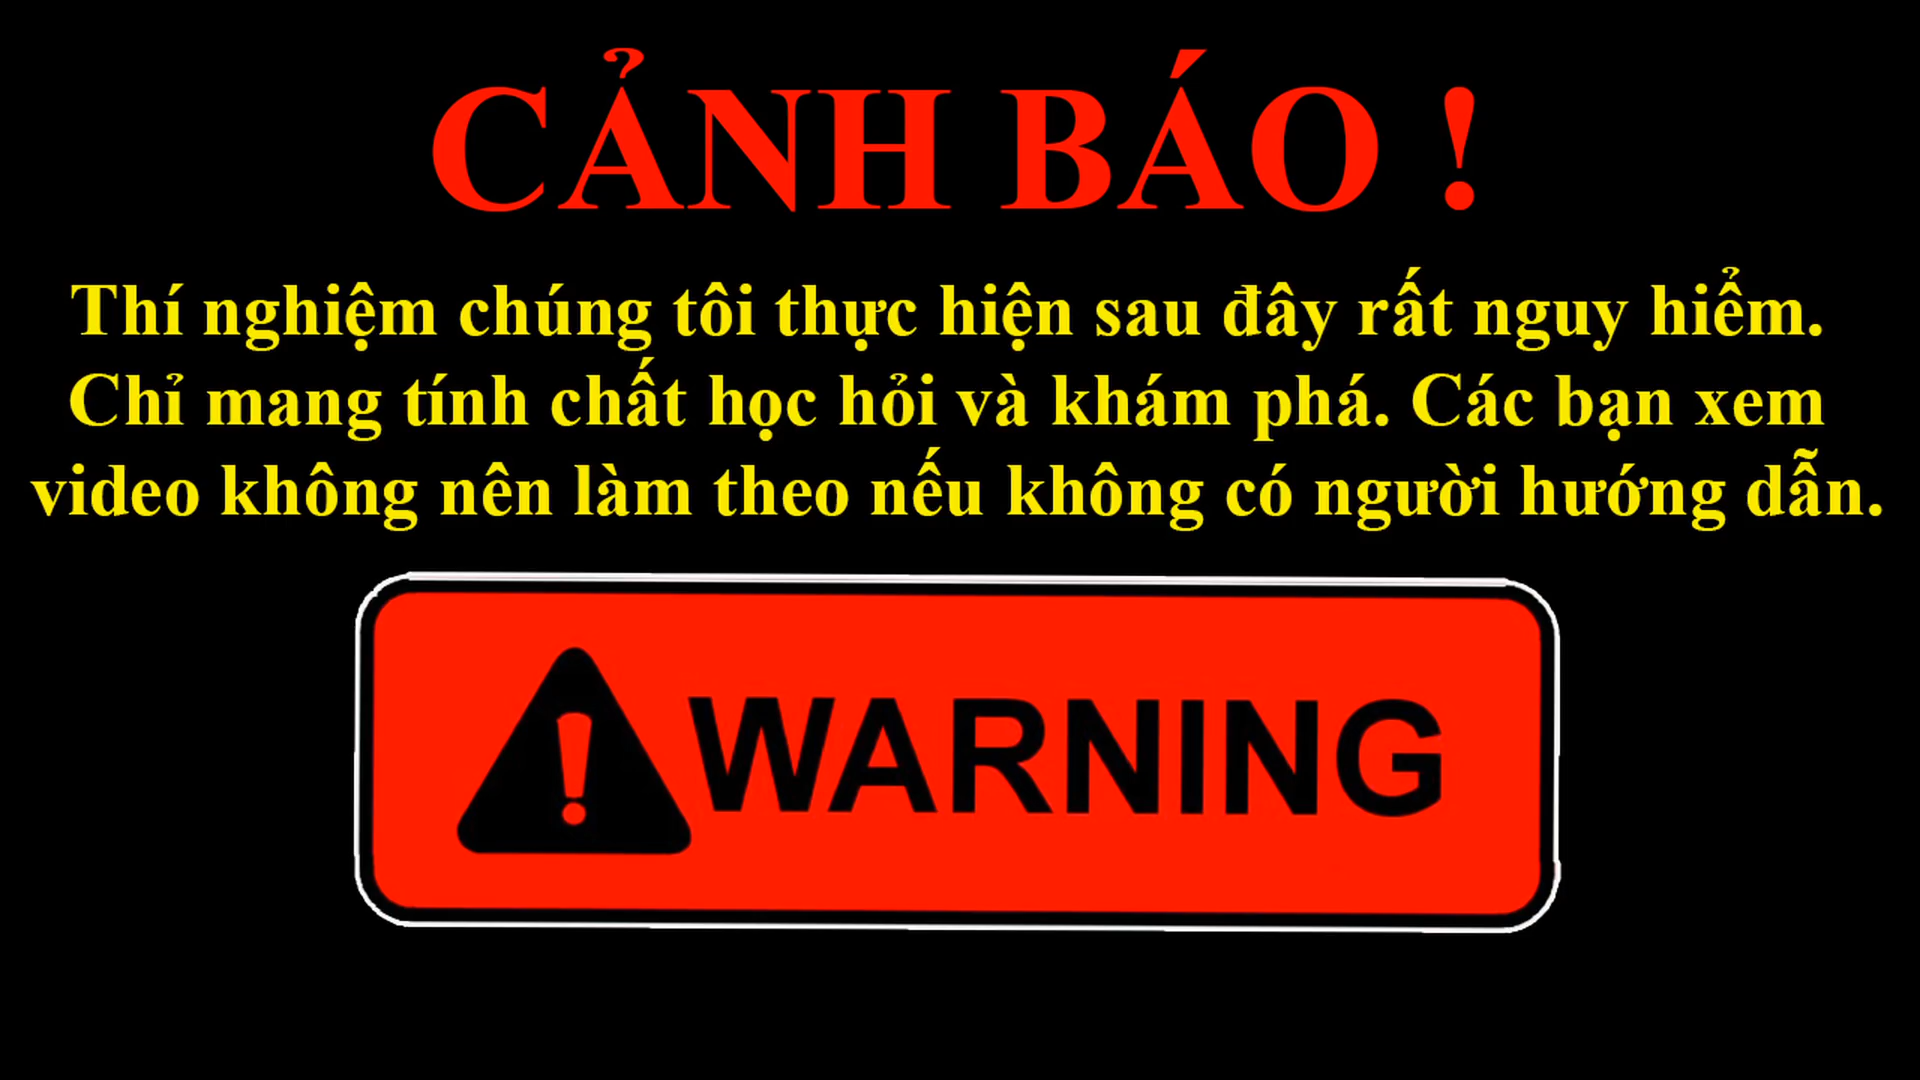 CẢNH BÁO !
Thí nghiệm chúng tôi thực hiện sau đây rất nguy hiểm.
Chỉ mang tính chất học hỏi và khám phá. Các bạn xem
video không nên làm theo nếu không có người hướng dẫn.
WARNING